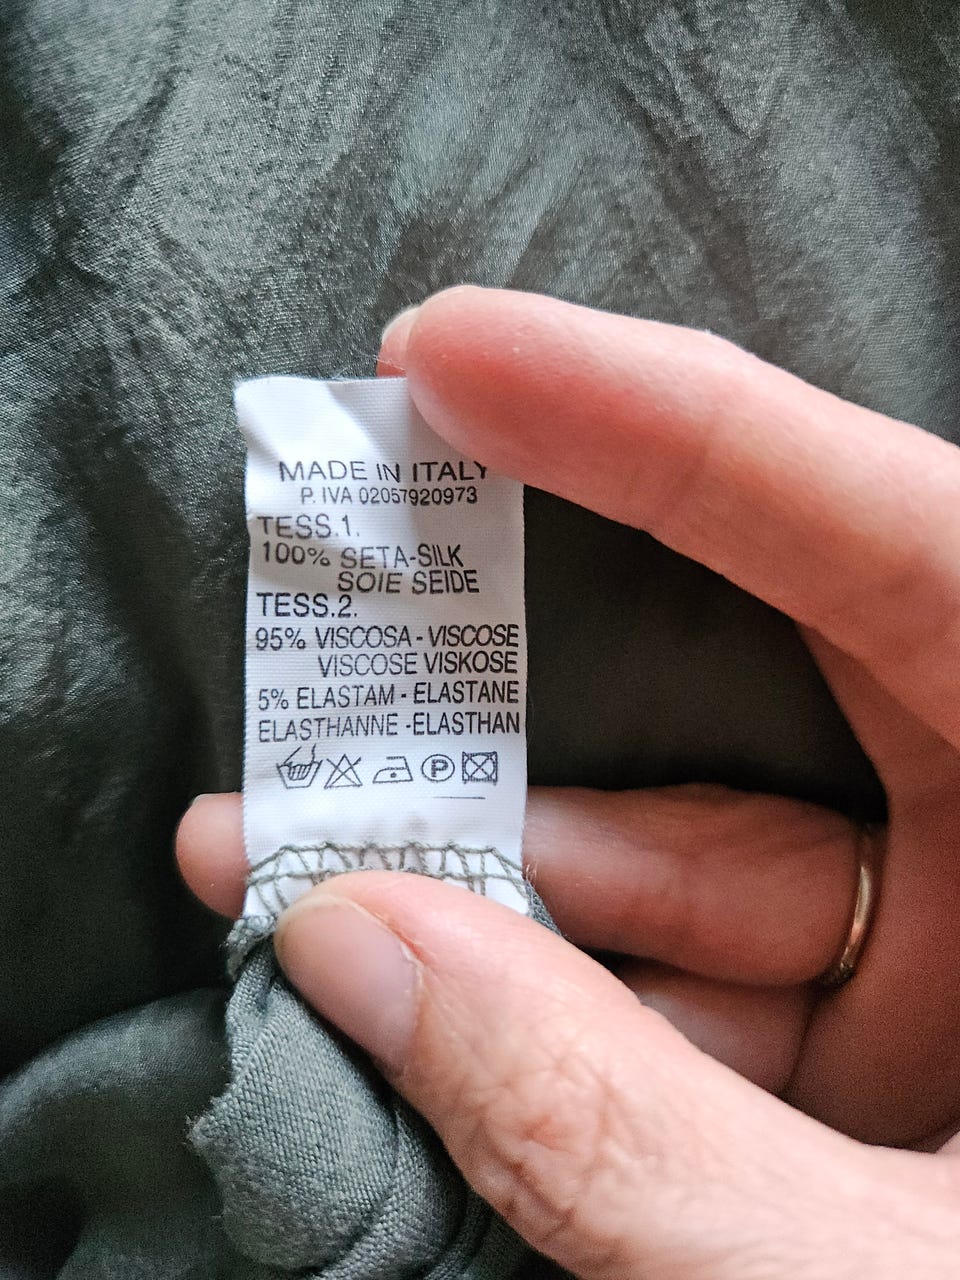 MADE IN ITALY
P. IVA 02057920973
TESS.1.
100% SETA-SILK
SOIE SEIDE
TESS.2.
95% VISCOSA - VISCOSE
VISCOSE VISKOSE
5% ELASTAM - ELASTANE
ELASTHANNE -ELASTHAN
P